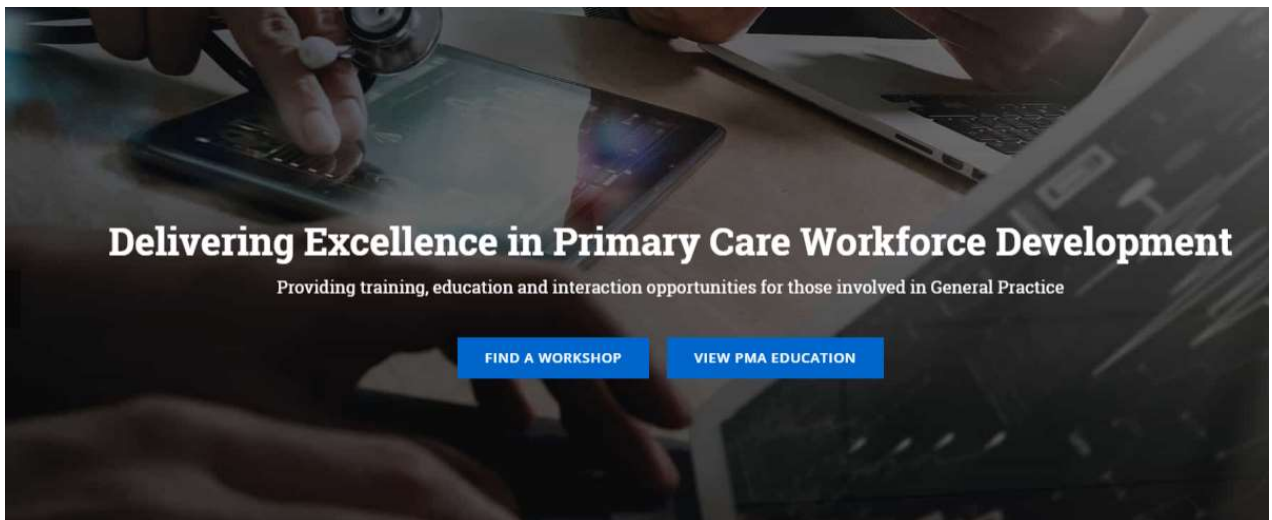 Delivering Excellence in Primary Care Workforce Development
Providing training, education and interaction opportunities for those involved in General Practice
FIND A WORKSHOP
VIEW PMA EDUCATION